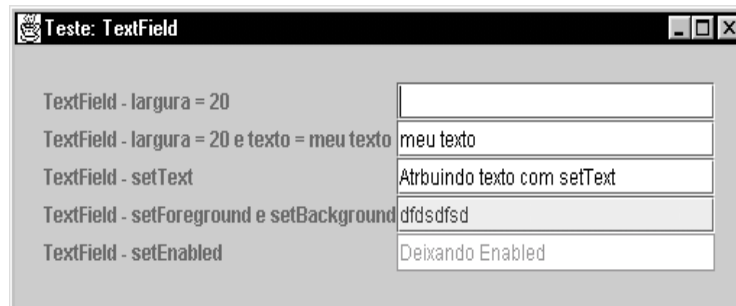 Teste: TextField
TextField - largura = 20
TextField - largura = 20 e texto = meu texto meu texto
TextField - setText Atrbuindo texto com setText
TextField - setForeground e setBackground dfdsdfsd
TextField - setEnabled Deixando Enabled